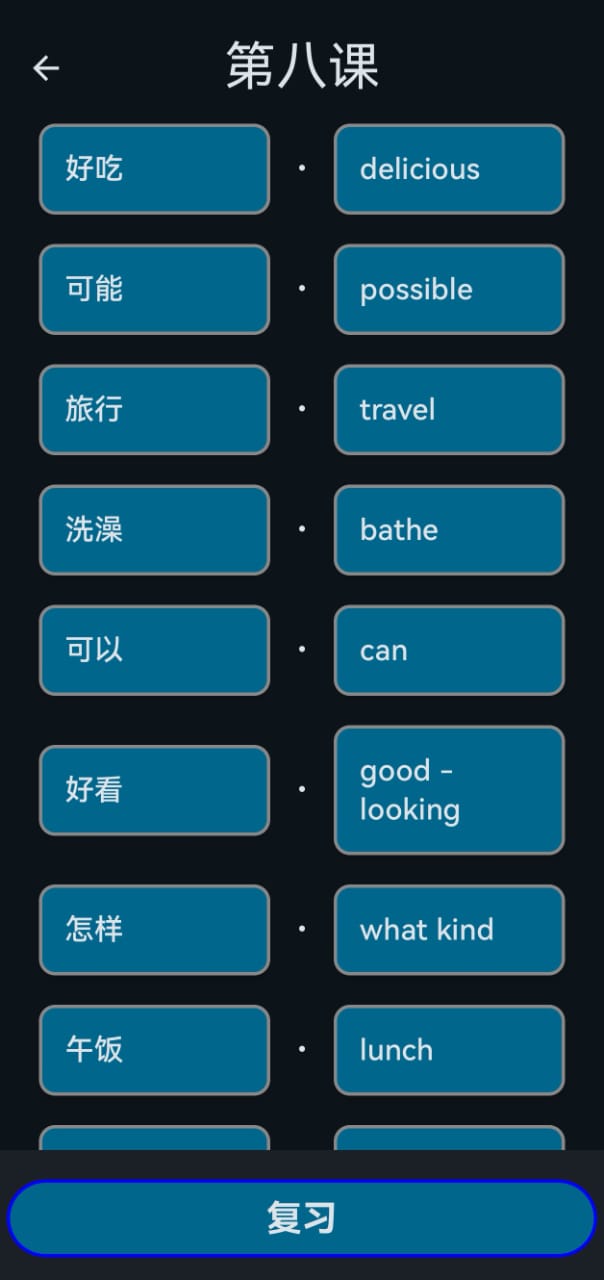 第八课
好吃 • delicious
可能 • possible
旅行 • travel
洗澡 • bathe
可以 • can
好看 • good -
looking
怎样 • what kind
午饭 • lunch
复习